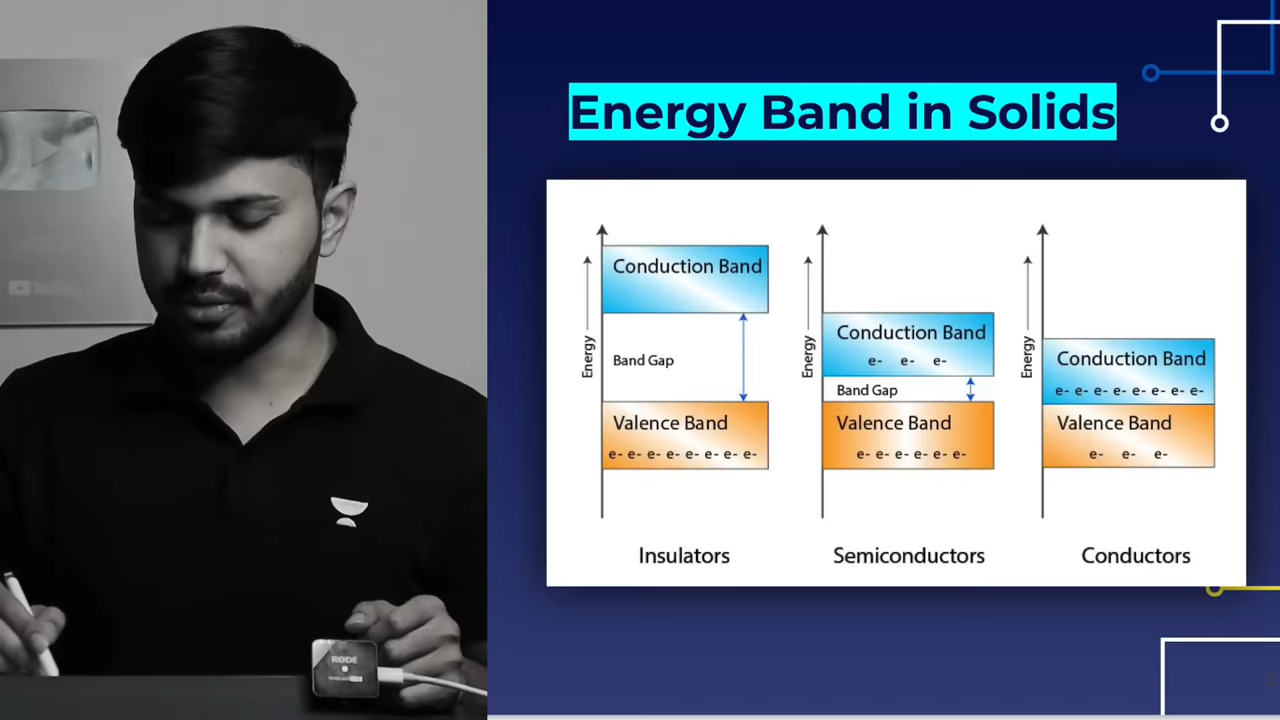 Energy Band in Solids
Energy
Conduction Band
Band Gap
Valence Band
e- e- e- e- e- e- e- e-
Insulators
Energy
Conduction Band
e- e- e-
Band Gap
Valence Band
e- e- e- e- e- e-
Semiconductors
Energy
Conduction Band
e- e- e- e- e- e- e- e-
Valence Band
e- e- e-
Conductors
RODE